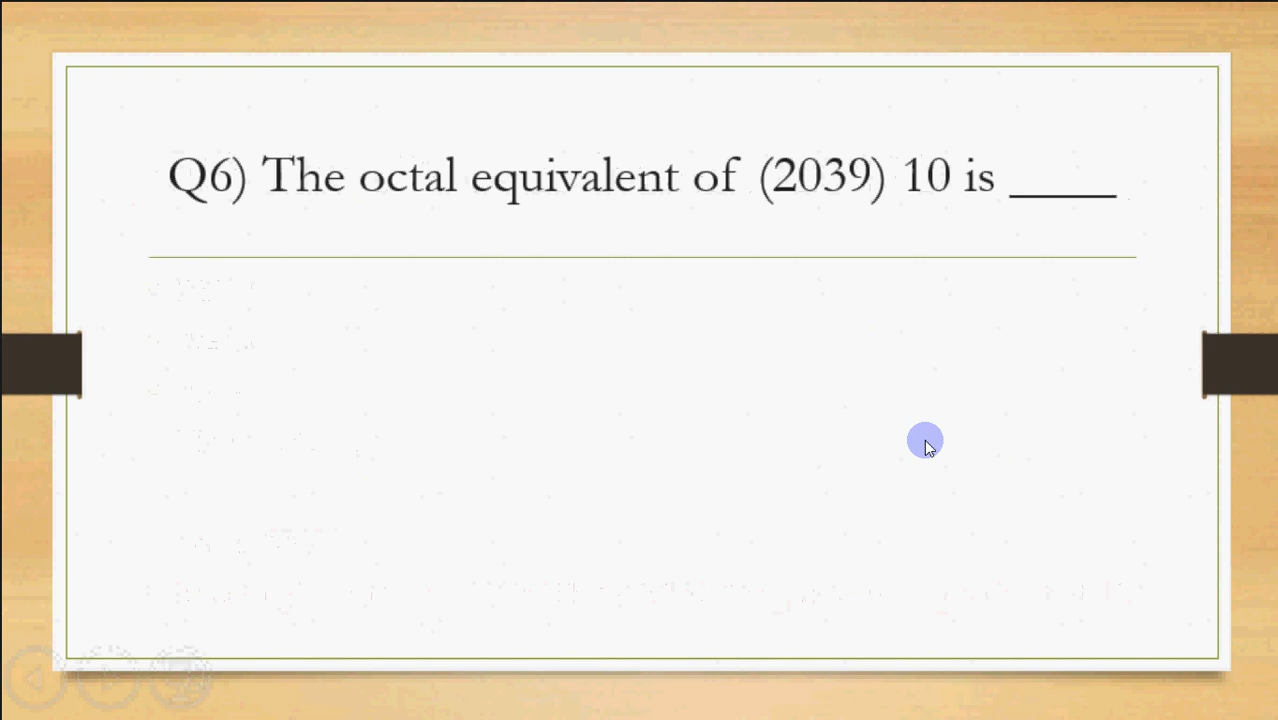 Q6) The octal equivalent of (2039) 10 is _____